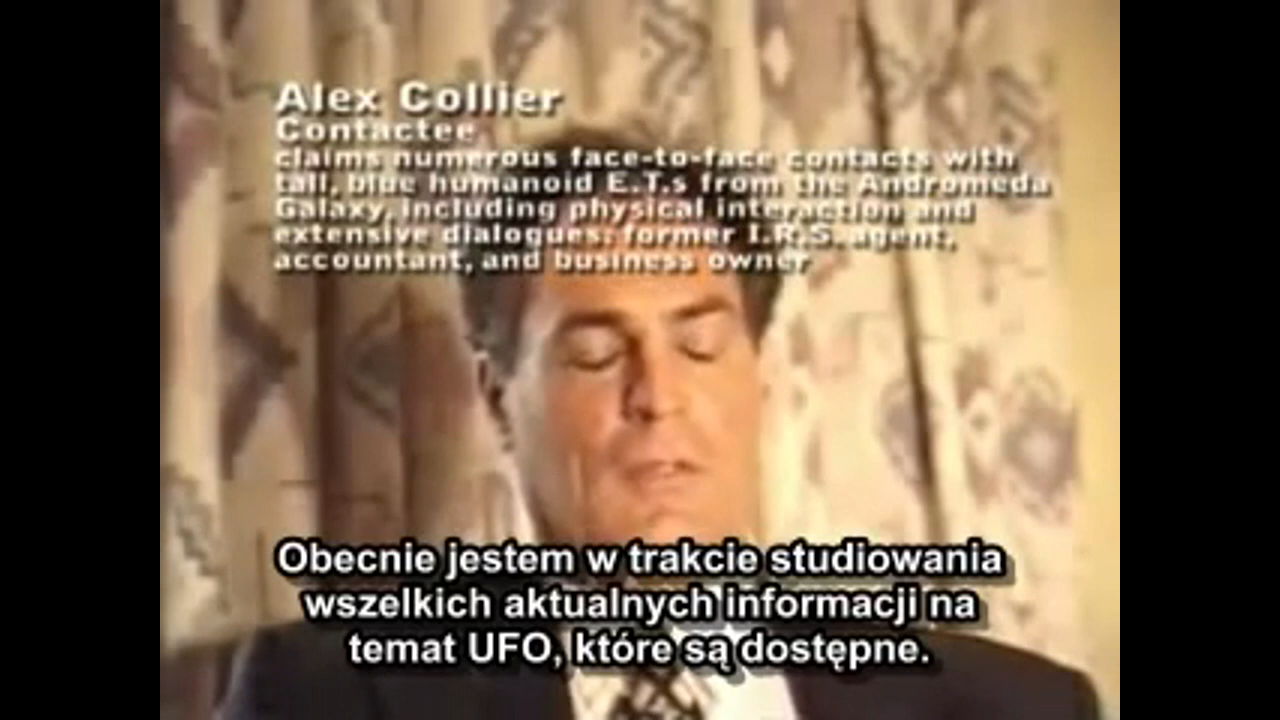 Alex Collier
Contactee
claims numerous face-to-face contacts with
tall, blue humanoid E.T.s from the Andromeda
Galaxy, including physical interaction and
extensive dialogues: former I.R.S. agent,
accountant, and business owner
Obecnie jestem w trakcie studiowania
wszelkich aktualnych informacji na
temat UFO, które są dostępne.